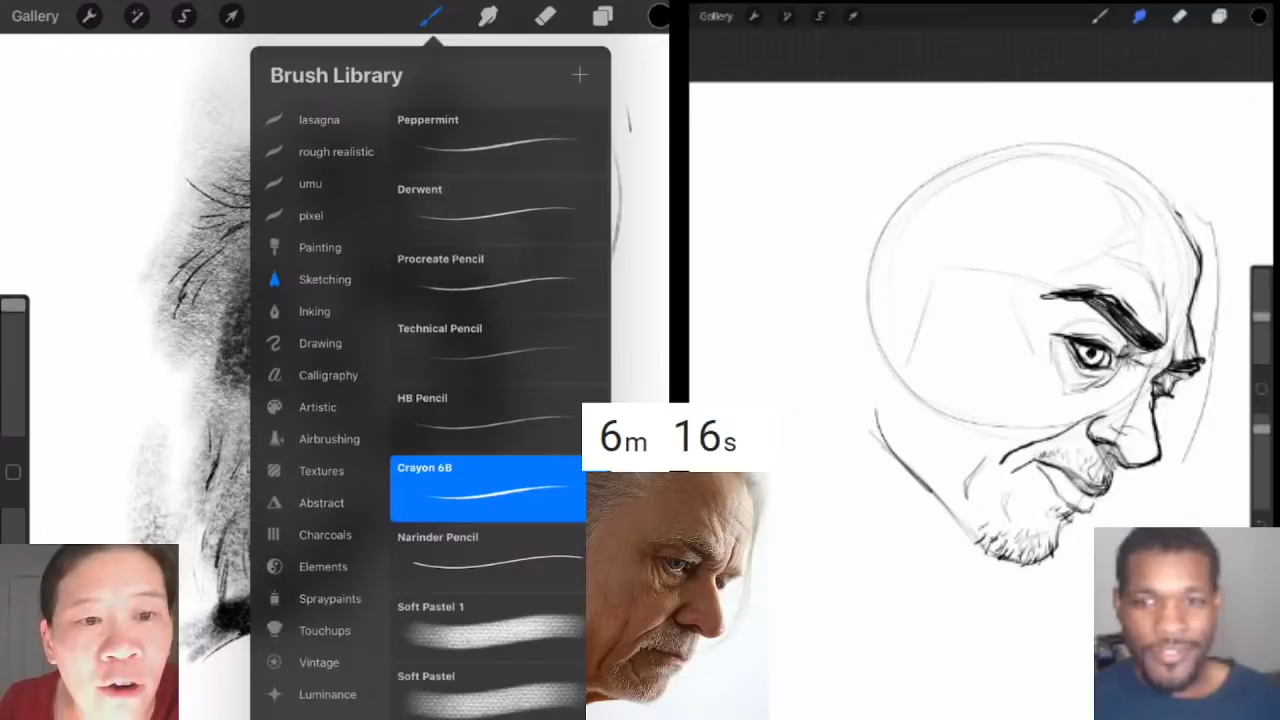 Gallery
Brush Library
lasagna
rough realistic
umu
pixel
Painting
Sketching
Inking
Drawing
Calligraphy
Artistic
Airbrushing
Textures
Abstract
Charcoals
Elements
Spraypaints
Touchups
Vintage
Luminance
Peppermint
Derwent
Procreate Pencil
Technical Pencil
HB Pencil
Crayon 6B
Narinder Pencil
Soft Pastel 1
Soft Pastel
6m 16s
Gallery